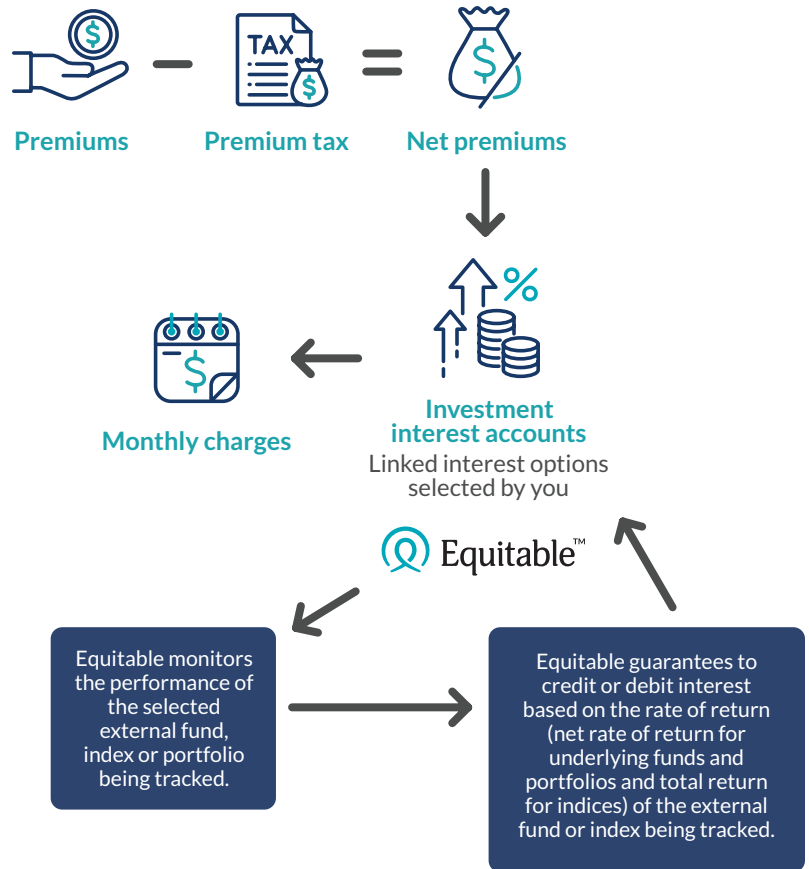 $
TAX
$
$
Premiums
Premium tax
Net premiums
%
$
Investment
interest accounts
Monthly charges
Linked interest options
selected by you
Equitable™
Equitable monitors
the performance of
the selected
external fund,
index or portfolio
being tracked.
Equitable guarantees to
credit or debit interest
based on the rate of return
(net rate of return for
underlying funds and
portfolios and total return
for indices) of the external
fund or index being tracked.